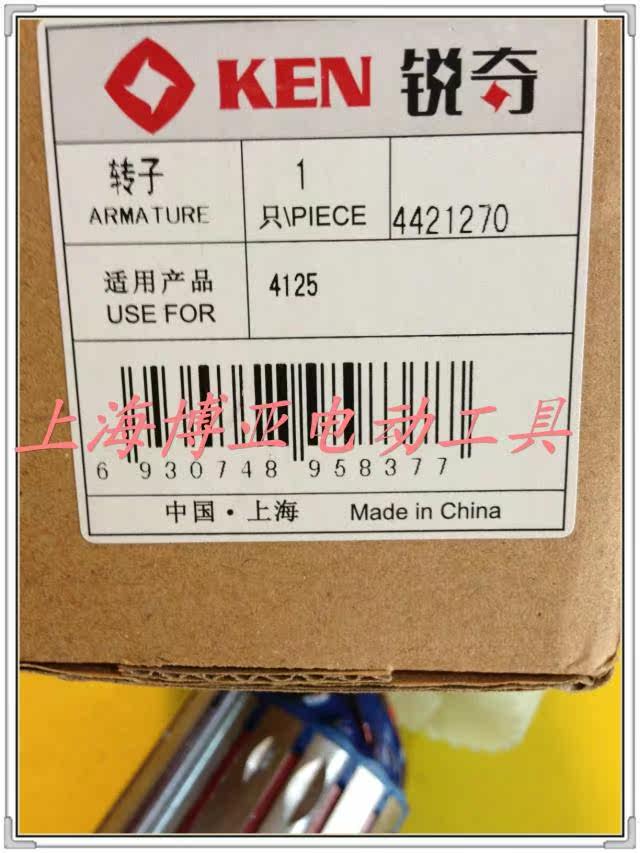 KEN 锐奇
转子 1
ARMATURE 只\PIECE 4421270
适用产品 4125
USE FOR
上海博亚电动工具
6 930748 958377
中国·上海 Made in China